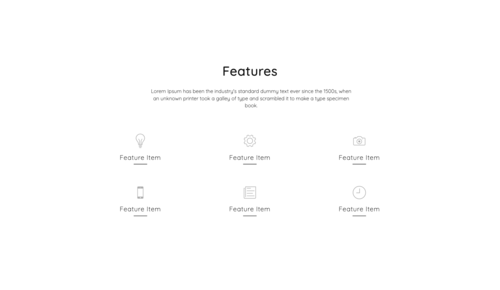 Features
Lorem Ipsum has been the industry's standard dummy text ever since the 1500s, when
an unknown printer took a galley of type and scrambled it to make a type specimen
book.
Feature Item
Feature Item
Feature Item
Feature Item
Feature Item
Feature Item